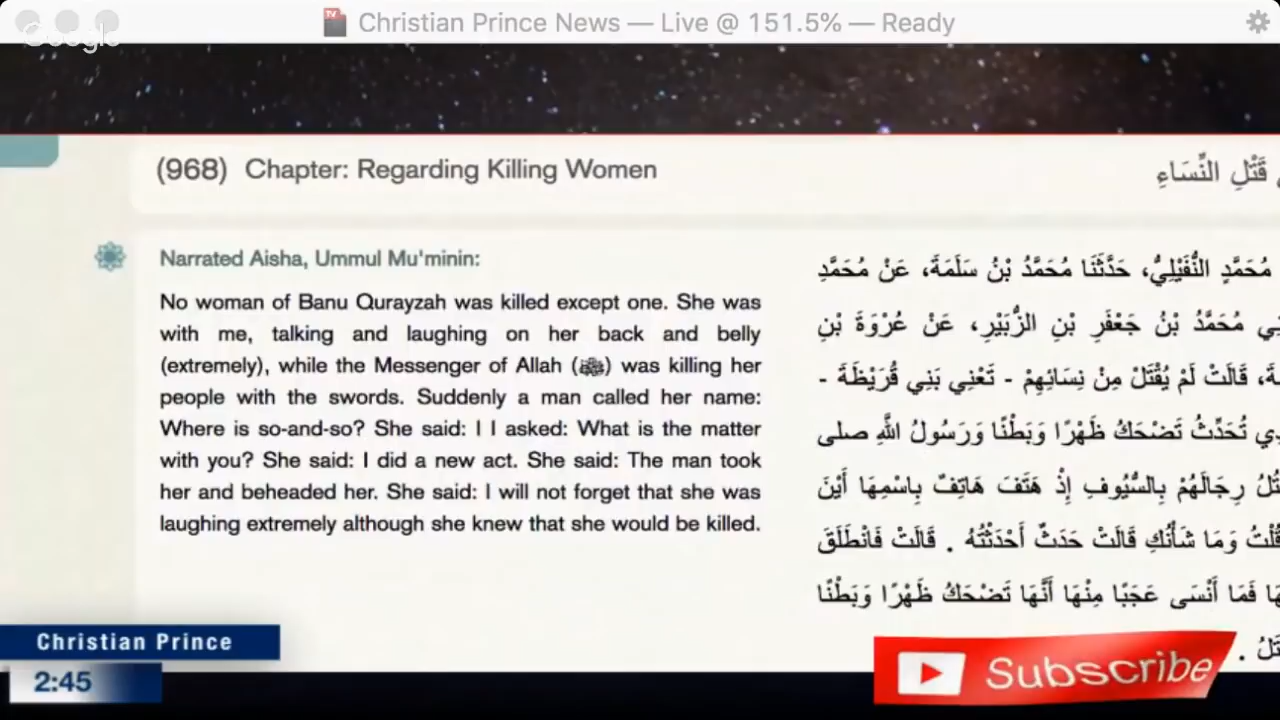 Christian Prince News — Live @ 151.5% — Ready
Google
(968) Chapter: Regarding Killing Women
قَتْلِ النِّسَاءِ
Narrated Aisha, Ummul Mu'minin:
No woman of Banu Qurayzah was killed except one. She was
with me, talking and laughing on her back and belly
(extremely), while the Messenger of Allah (ﷺ) was killing her
people with the swords. Suddenly a man called her name:
Where is so-and-so? She said: I I asked: What is the matter
with you? She said: I did a new act. She said: The man took
her and beheaded her. She said: I will not forget that she was
laughing extremely although she knew that she would be killed.
مُحَمَّدٍ النُّفَيْلِيُّ، حَدَّثَنَا مُحَمَّدُ بْنُ سَلَمَةَ، عَنْ مُحَمَّدِ
مُحَمَّدُ بْنُ جَعْفَرِ بْنِ الزُّبَيْرِ، عَنْ عُرْوَةَ بْنِ
قَالَتْ لَمْ يُقْتَلْ مِنْ نِسَائِهِمْ - تَعْنِي بَنِي قُرَيْظَةَ -
تُحَدِّثُ تَضْحَكُ ظَهْرًا وَبَطْنًا وَرَسُولُ اللَّهِ صلى
رِجَالَهُمْ بِالسُّيُوفِ إِذْ هَتَفَ هَاتِفٌ بِاسْمِهَا أَيْنَ
قُلْتُ وَمَا شَأْنُكِ قَالَتْ حَدَثٌ أَحْدَثْتُهُ . قَالَتْ فَانْطَلَقَ
فَمَا أَنْسَى عَجَبًا مِنْهَا أَنَّهَا تَضْحَكُ ظَهْرًا وَبَطْنًا
Christian Prince
2:45
Subscribe